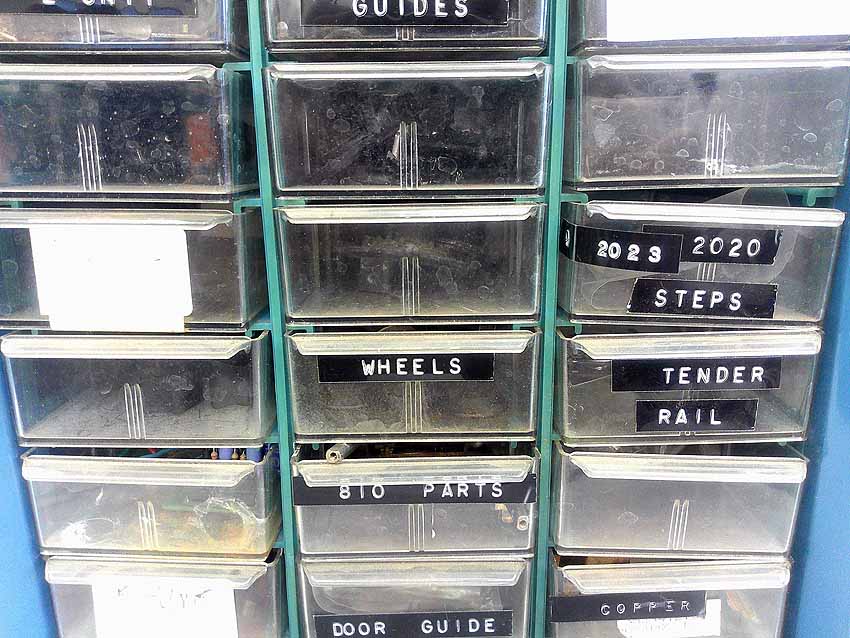 GUIDES
2023 2020
STEPS
WHEELS
TENDER
RAIL
810 PARTS
COPPER
DOOR GUIDE